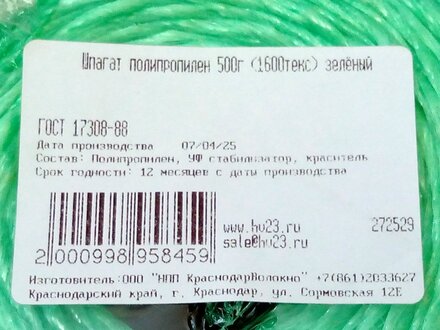 Шпагат полипропилен 500г (1600текс) зелёный
ГОСТ 17308-88
Дата производства 07/04/25
Состав: Полипропилен, УФ стабилизатор, краситель
Срок годности: 12 месяцев с даты производства
www.hv23.ru 272529
sale@hv23.ru
2 000998 958459
Изготовитель:ООО "НПП КраснодарВолокно" +7(861)2033627
Краснодарский край, г. Краснодар, ул. Сормовская 12Е